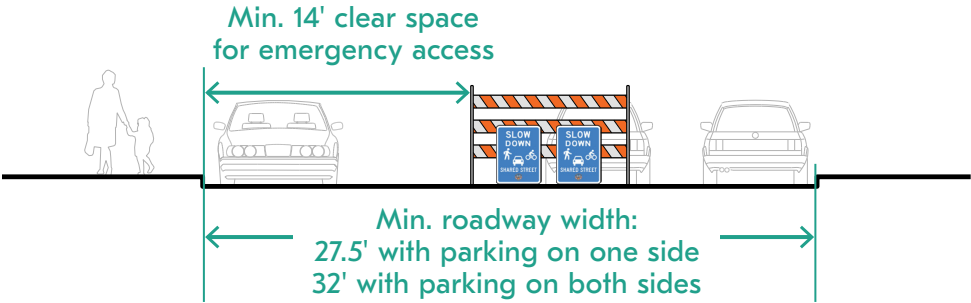 Min. 14' clear space
for emergency access
SLOW
DOWN
SHARED STREET
SLOW
DOWN
SHARED STREET
Min. roadway width:
27.5' with parking on one side
32' with parking on both sides